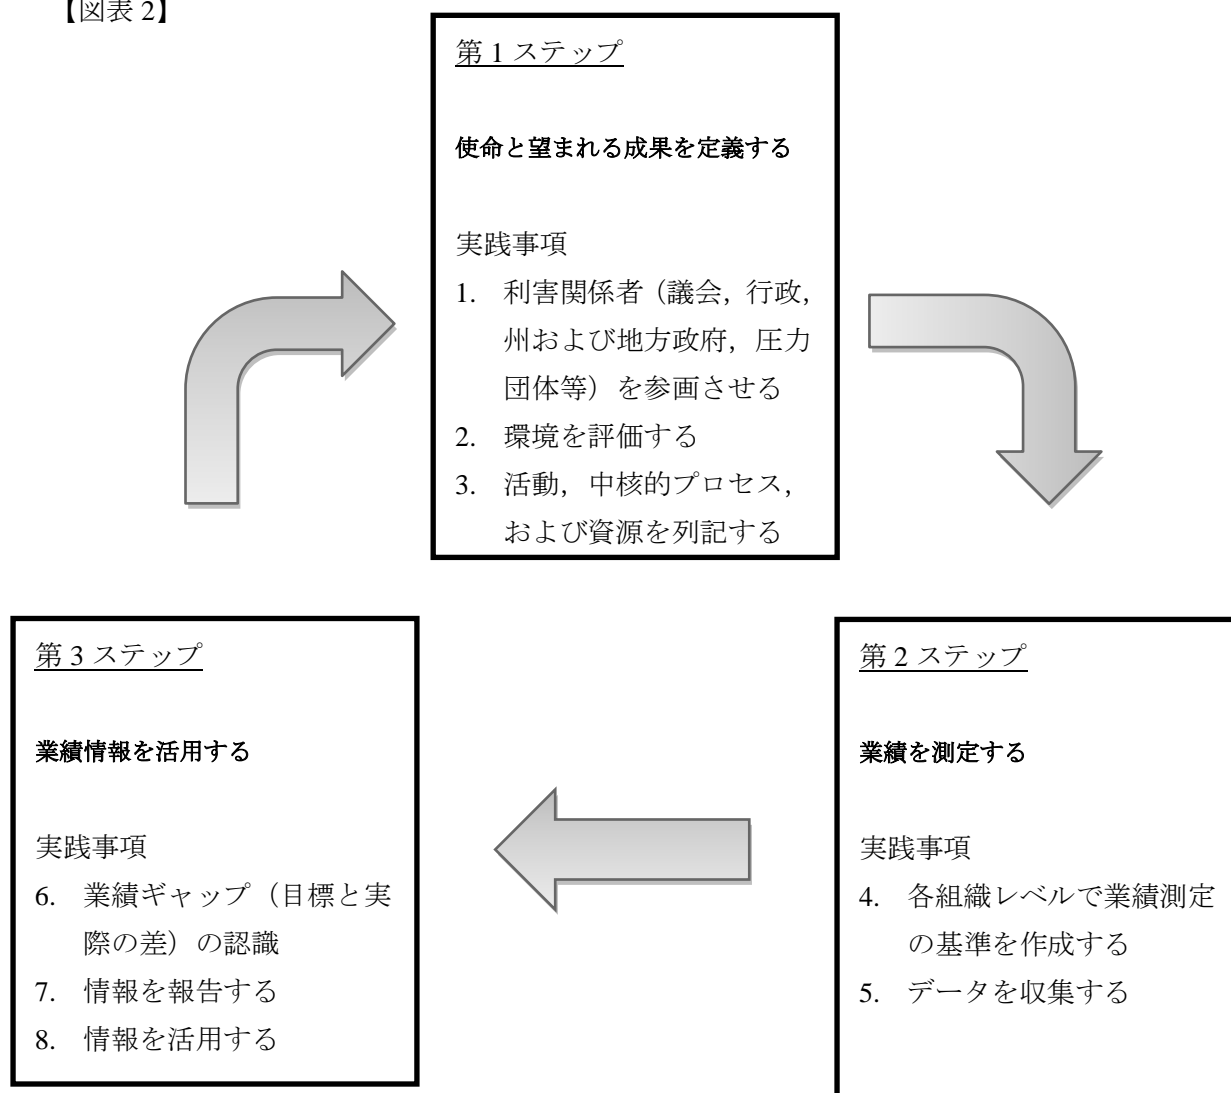 【図表 2】
第 1 ステップ
使命と望まれる成果を定義する
実践事項
1. 利害関係者（議会，行政，
州および地方政府，圧力
団体等）を参画させる
2. 環境を評価する
3. 活動，中核的プロセス，
および資源を列記する
第 2 ステップ
業績を測定する
実践事項
4. 各組織レベルで業績測定
の基準を作成する
5. データを収集する
第 3 ステップ
業績情報を活用する
実践事項
6. 業績ギャップ（目標と実
際の差）の認識
7. 情報を報告する
8. 情報を活用する